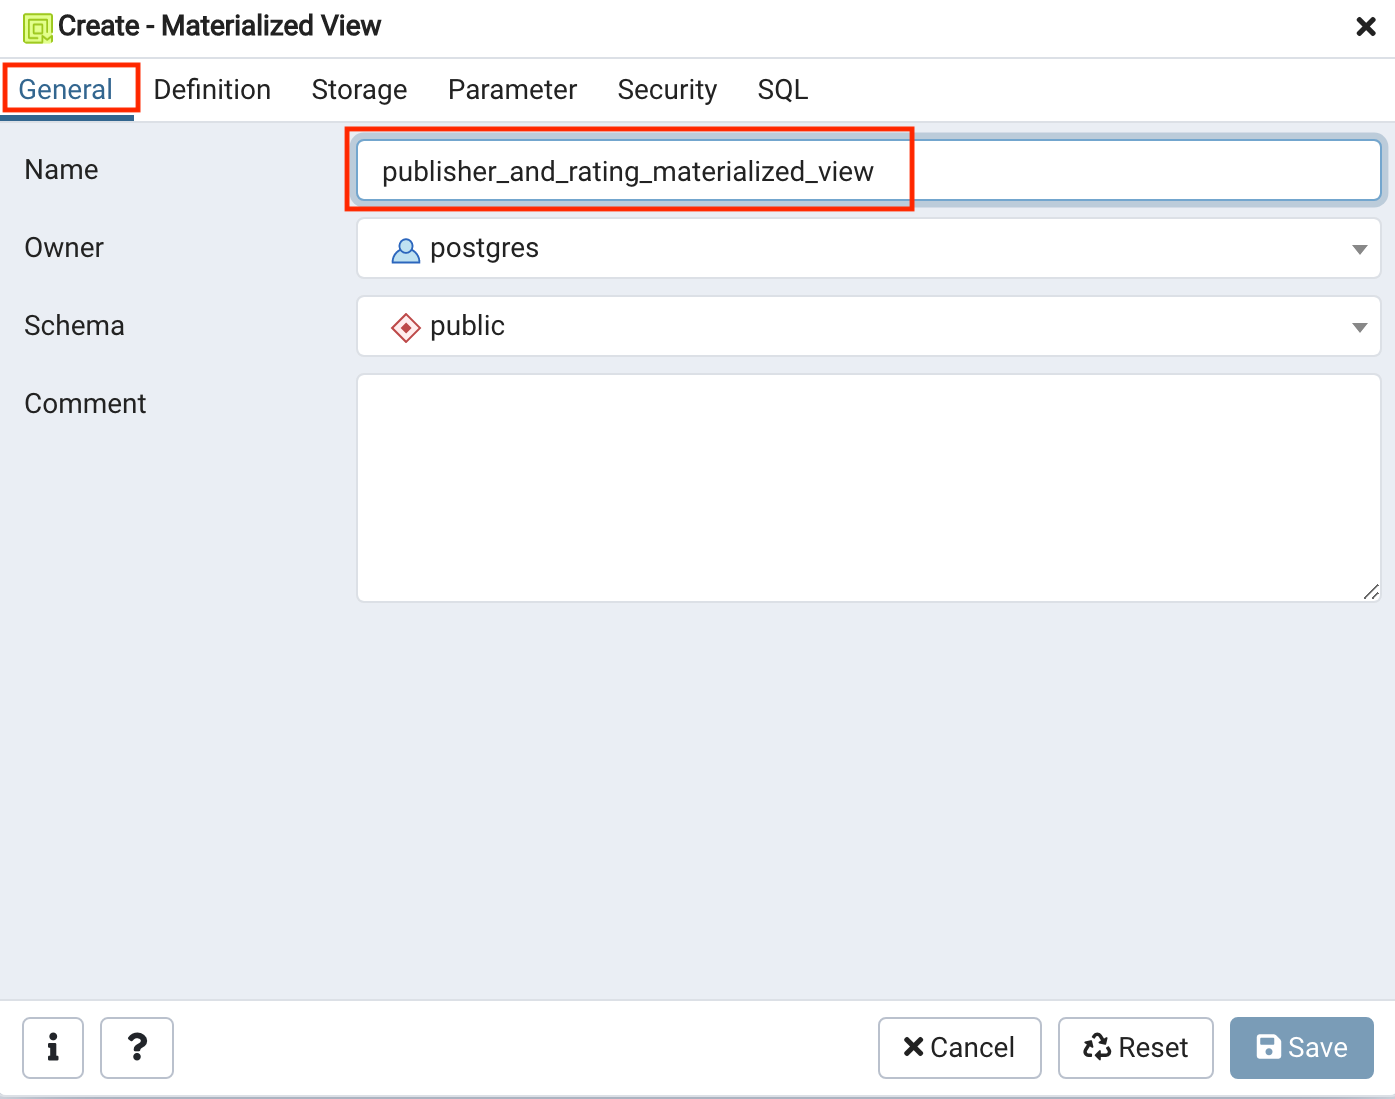 Create - Materialized View
General Definition Storage Parameter Security SQL
Name publisher_and_rating_materialized_view
Owner postgres
Schema public
Comment
i ? Cancel Reset Save